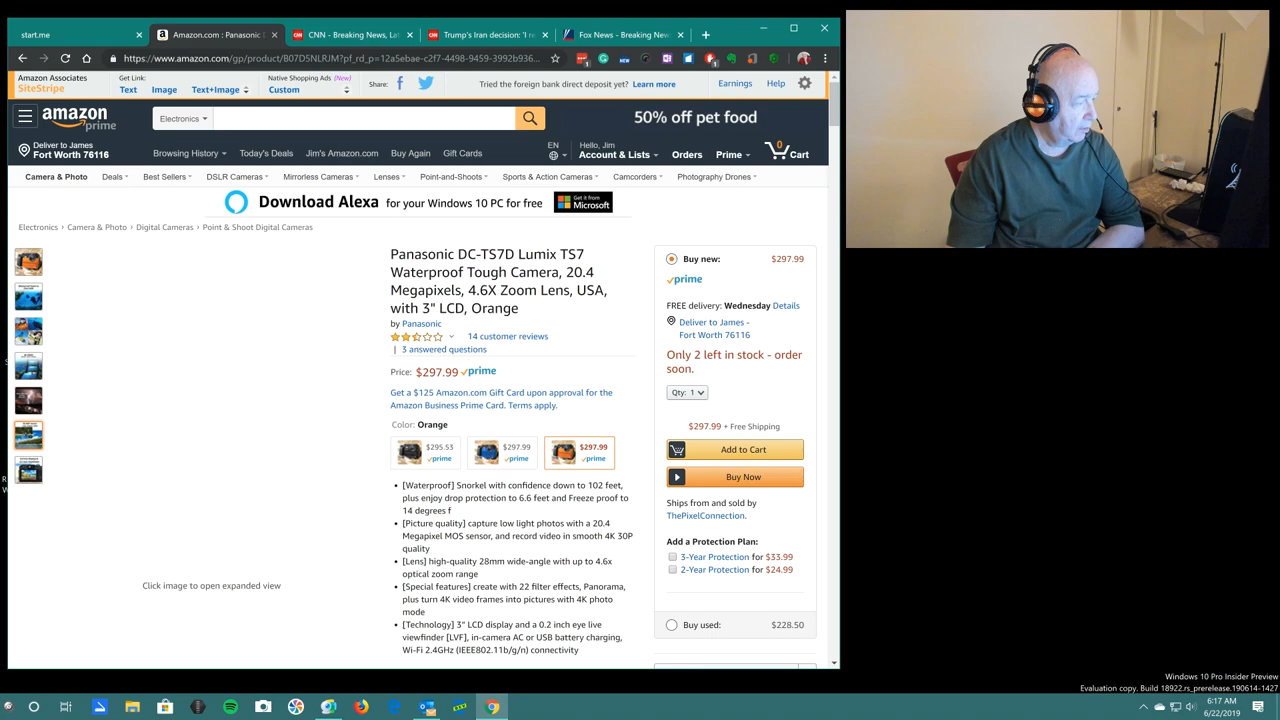 start.me
Amazon.com : Panasonic D
CNN - Breaking News, Lat
Trump's Iran decision: 'I re
Fox News - Breaking New
https://www.amazon.com/gp/product/B07D5NLRJM?pf_rd_p=12a5ebae-c2f7-4498-9459-3992b936...
Amazon Associates
SiteStripe
Get Link:
Text Image Text+Image
Native Shopping Ads (New)
Custom
Share:
Tried the foreign bank direct deposit yet? Learn more
Earnings Help
amazon
prime
Electronics
50% off pet food
Deliver to James
Fort Worth 76116
Browsing History Today's Deals Jim's Amazon.com Buy Again Gift Cards
EN
Hello, Jim
Account & Lists Orders Prime
0
Cart
Camera & Photo Deals Best Sellers DSLR Cameras Mirrorless Cameras Lenses Point-and-Shoots Sports & Action Cameras Camcorders Photography Drones
Download Alexa for your Windows 10 PC for free
Get it from
Microsoft
Electronics › Camera & Photo › Digital Cameras › Point & Shoot Digital Cameras
Panasonic DC-TS7D Lumix TS7
Waterproof Tough Camera, 20.4
Megapixels, 4.6X Zoom Lens, USA,
with 3" LCD, Orange
by Panasonic
14 customer reviews
| 3 answered questions
Price: $297.99 prime
Get a $125 Amazon.com Gift Card upon approval for the
Amazon Business Prime Card. Terms apply.
Color: Orange
$295.53
prime
$297.99
prime
$297.99
prime
• [Waterproof] Snorkel with confidence down to 102 feet,
plus enjoy drop protection to 6.6 feet and Freeze proof to
14 degrees f
• [Picture quality] capture low light photos with a 20.4
Megapixel MOS sensor, and record video in smooth 4K 30P
quality
• [Lens] high-quality 28mm wide-angle with up to 4.6x
optical zoom range
• [Special features] create with 22 filter effects, Panorama,
plus turn 4K video frames into pictures with 4K photo
mode
• [Technology] 3" LCD display and a 0.2 inch eye live
viewfinder [LVF], in-camera AC or USB battery charging,
Wi-Fi 2.4GHz (IEEE802.11b/g/n) connectivity
Click image to open expanded view
Buy new: $297.99
prime
FREE delivery: Wednesday Details
Deliver to James -
Fort Worth 76116
Only 2 left in stock - order
soon.
Qty: 1
$297.99 + Free Shipping
Add to Cart
Buy Now
Ships from and sold by
ThePixelConnection.
Add a Protection Plan:
3-Year Protection for $33.99
2-Year Protection for $24.99
Buy used: $228.50
Windows 10 Pro Insider Preview
Evaluation copy. Build 18922.rs_prerelease.190614-1427
6:17 AM
6/22/2019